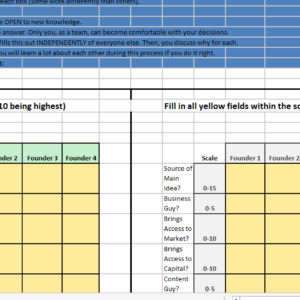 each box (some work differently than others).
e OPEN to new knowledge.
answer. Only you, as a team, can become comfortable with your decisions.
fills this out INDEPENDENTLY of everyone else. Then, you discuss why for each.
ou will learn a lot about each other during this process if you do it right.
t:
10 being highest)
Fill in all yellow fields within the sc
nder 2 Founder 3 Founder 4
Scale Founder 1 Founder 2
Source of
Main
Idea? 0-15
Business
Guy? 0-5
Brings
Access to
Market? 0-10
Brings
Access to
Capital? 0-10
Content
Guy? 0-5